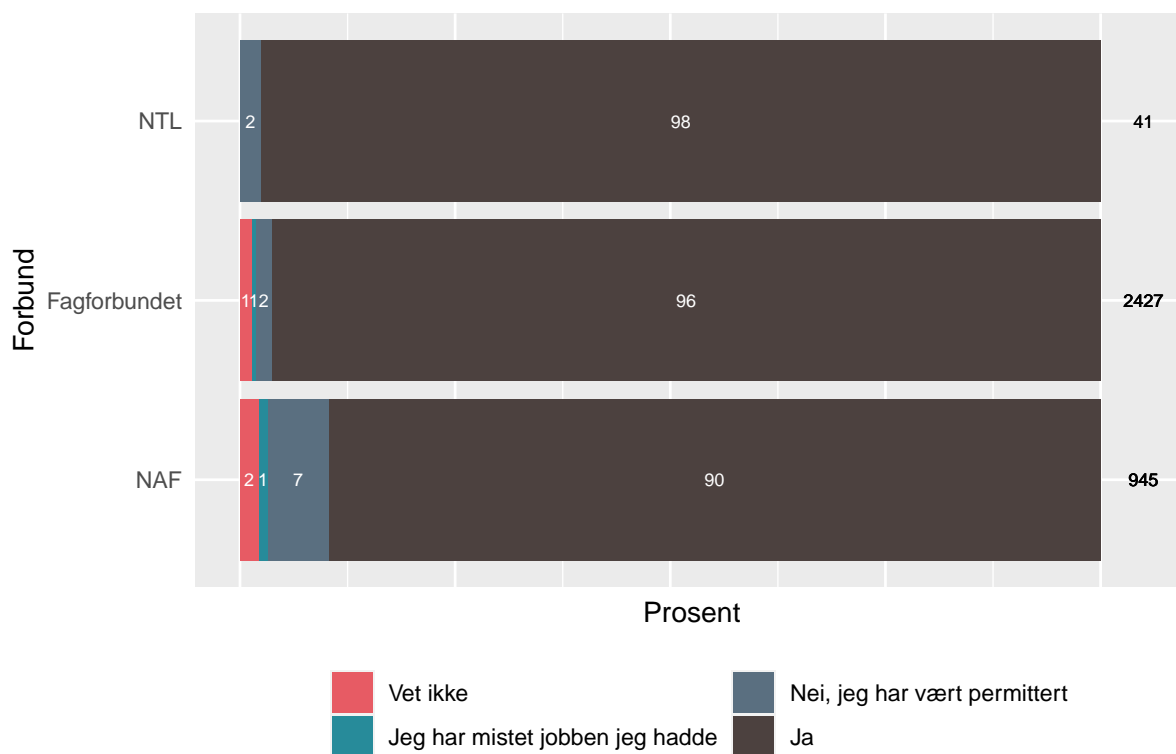 NTL 2 98 41
Fagforbundet 1 1 2 96 2427
NAF 2 1 7 90 945
Forbund
Prosent
Vet ikke
Nei, jeg har vært permittert
Jeg har mistet jobben jeg hadde
Ja